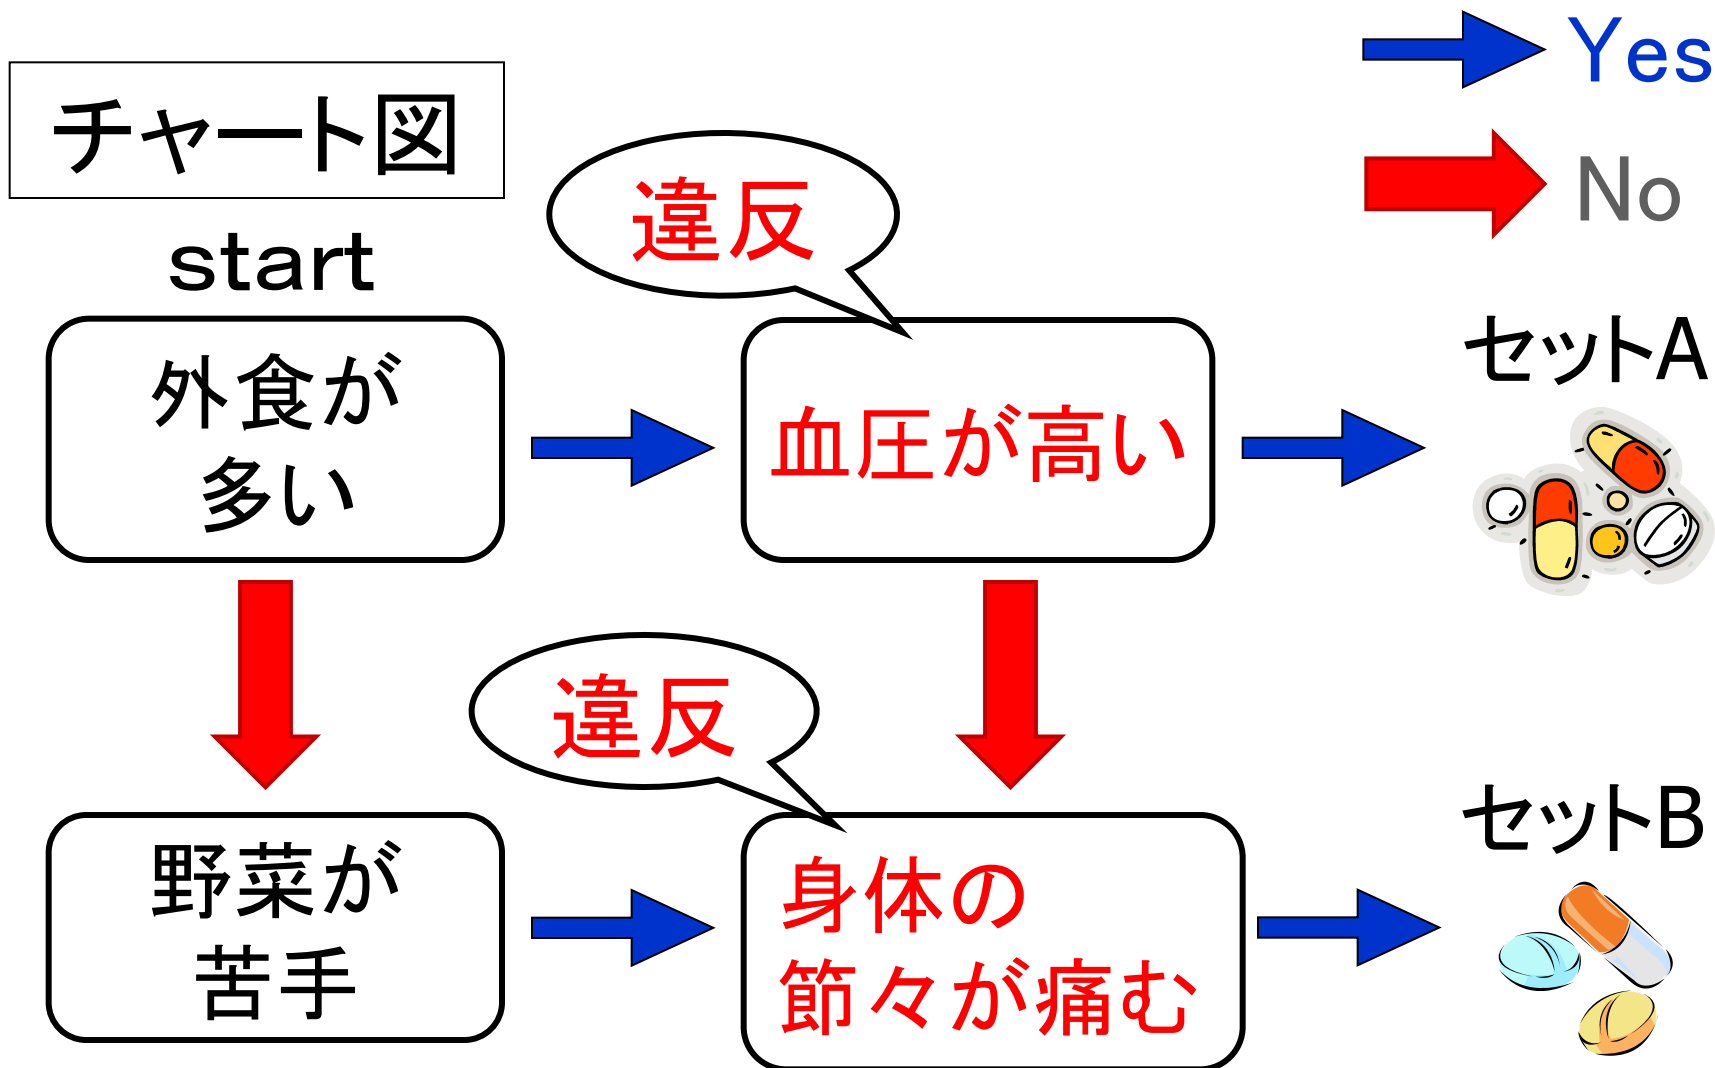 Yes
チャート図
No
違反
start
セットA
外食が
多い
血圧が高い
違反
セットB
野菜が
苦手
身体の
節々が痛む